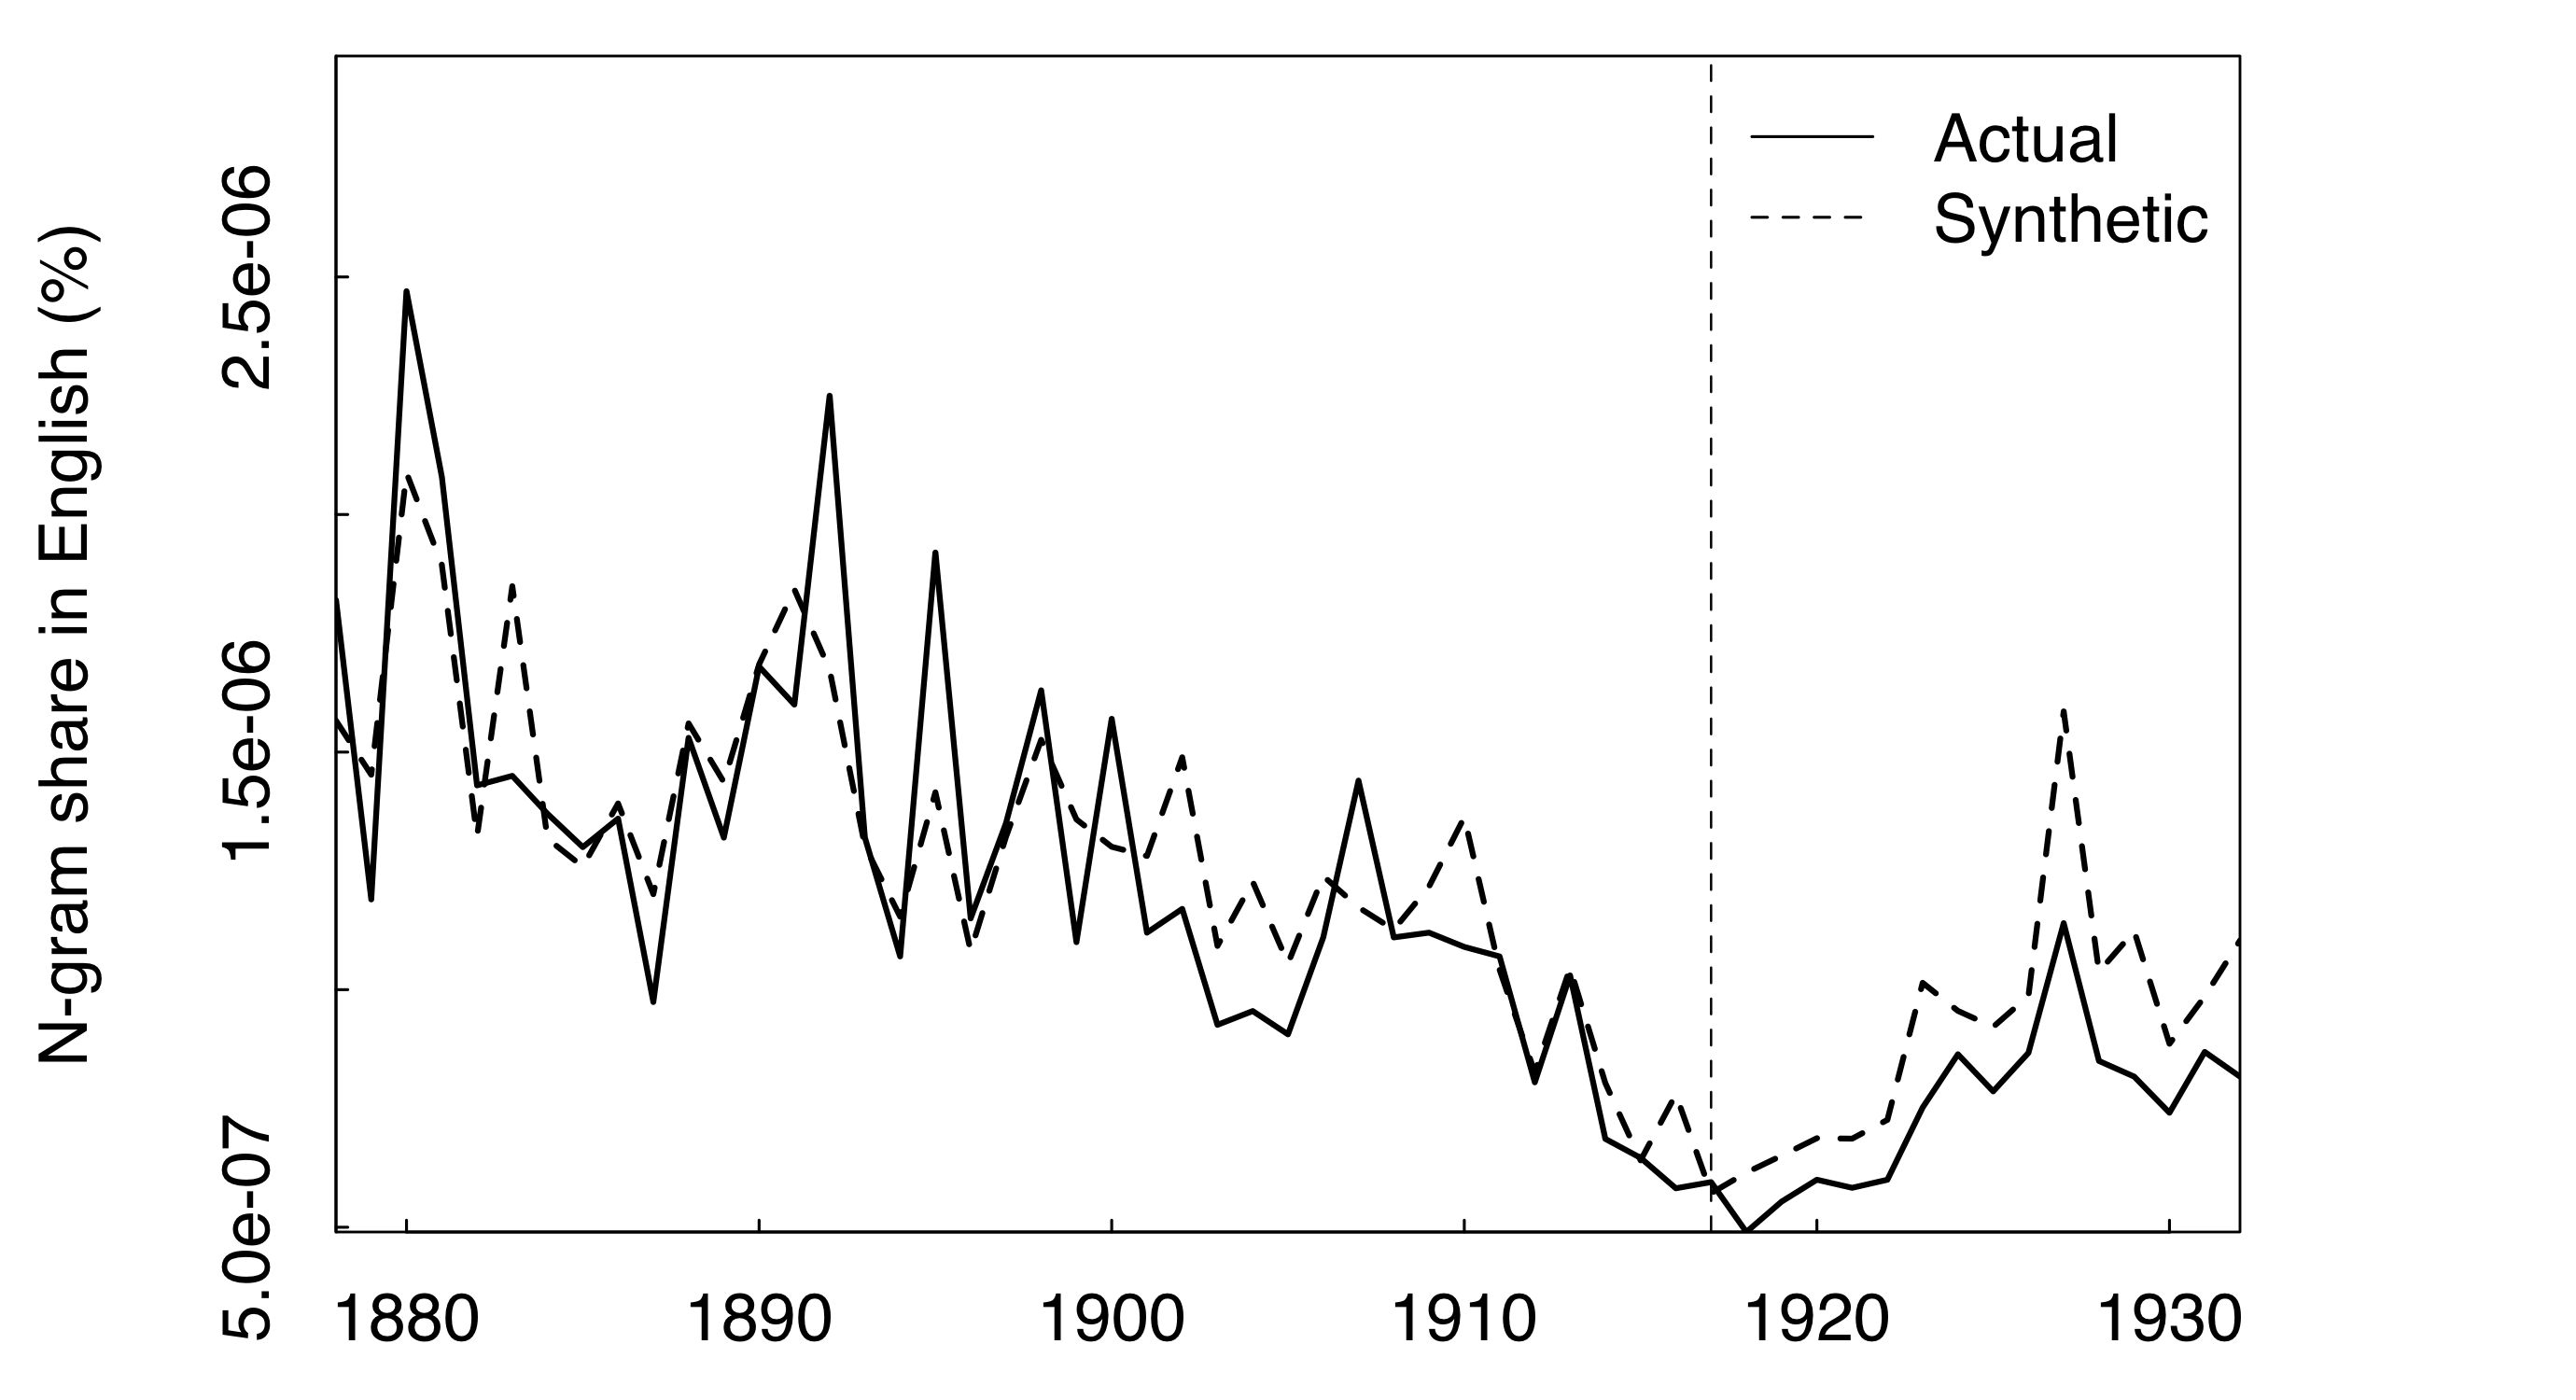 N-gram share in English (%)
2.5e-06
1.5e-06
5.0e-07
Actual
Synthetic
1880 1890 1900 1910 1920 1930